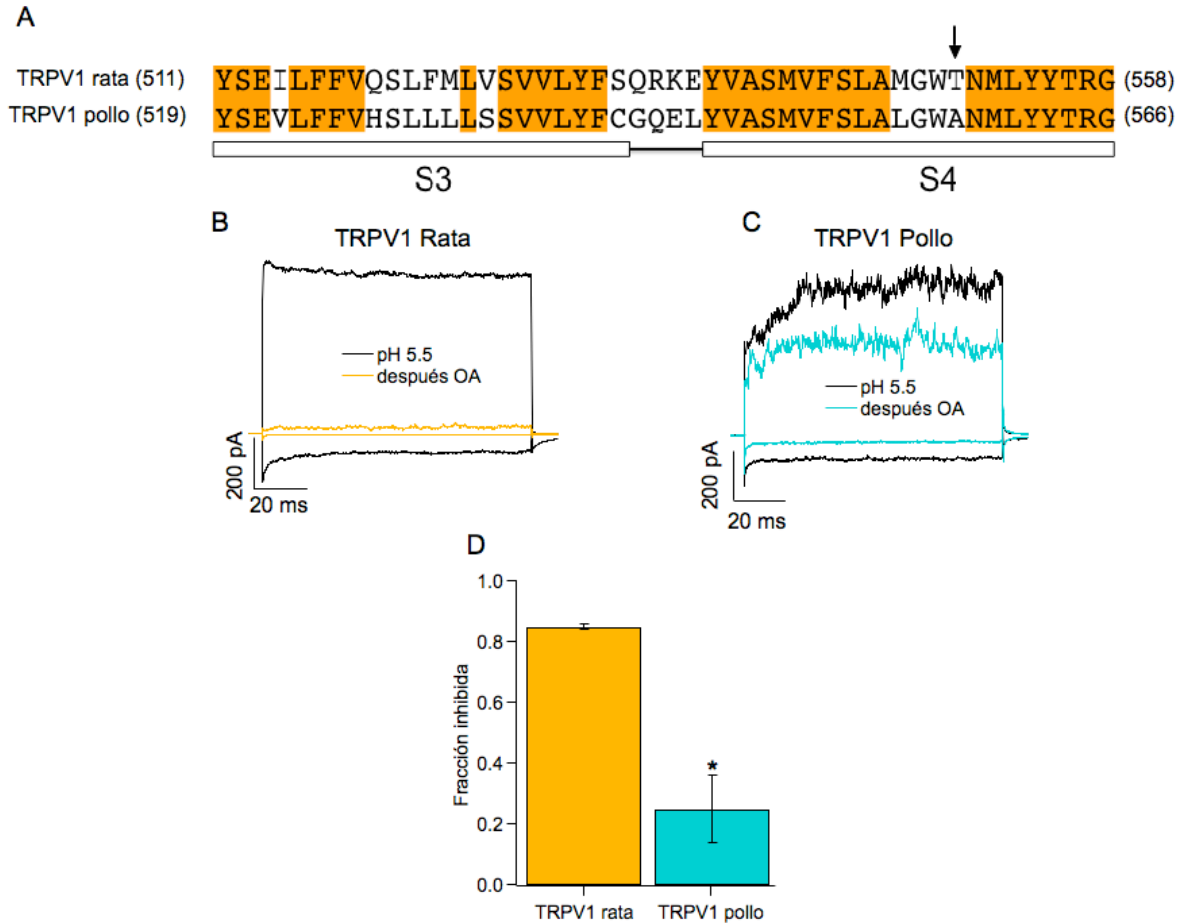 A
TRPV1 rata (511) YSEILFFVQSLFMLVSVVLYFSQRKEYVASMVFSLAMGWTNMLYYTRG (558)
TRPV1 pollo (519) YSEVLFFVHSLLLLSSVVLYFCGQELYVASMVFSLALGWANMLYYTRG (566)
S3 S4
B
TRPV1 Rata
pH 5.5
después OA
200 pA
20 ms
C
TRPV1 Pollo
pH 5.5
después OA
200 pA
20 ms
D
Fracción inhibida
1.0
0.8
0.6
0.4
0.2
0.0
*
TRPV1 rata TRPV1 pollo